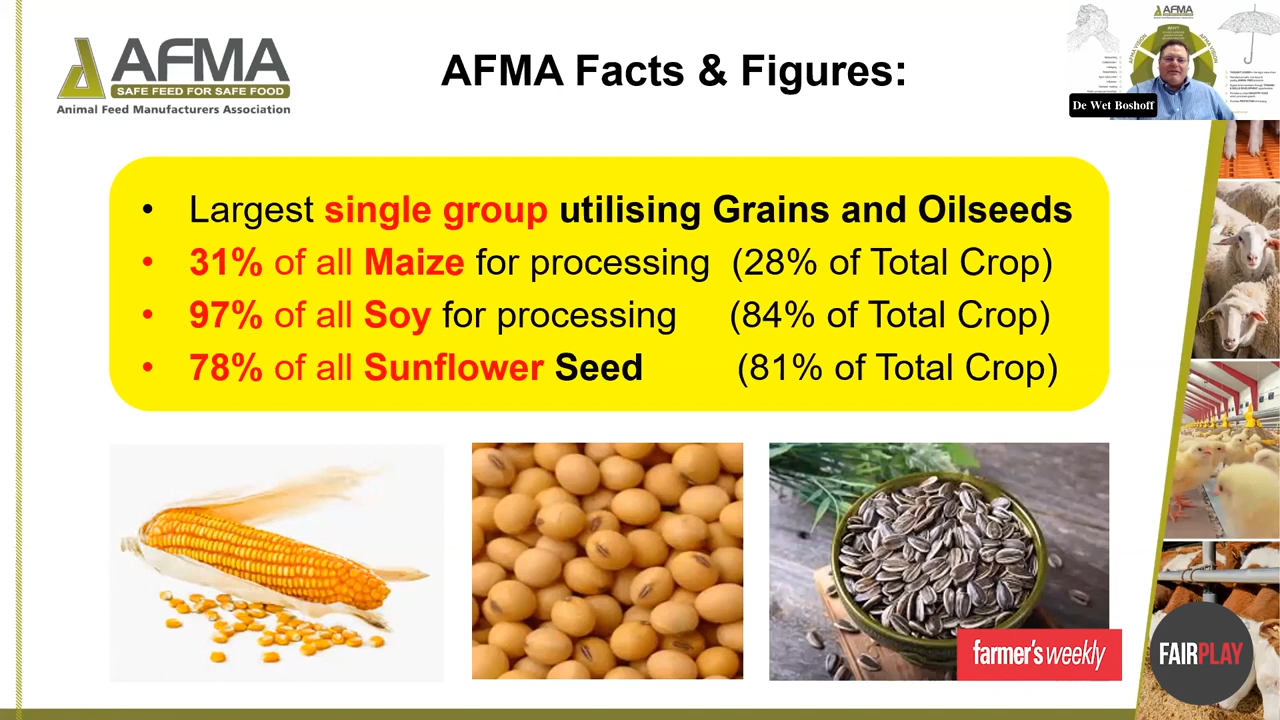 AFMA
SAFE FEED FOR SAFE FOOD
Animal Feed Manufacturers Association
AFMA Facts & Figures:
AFMA
De Wet Boshoff
• Largest single group utilising Grains and Oilseeds
• 31% of all Maize for processing (28% of Total Crop)
• 97% of all Soy for processing (84% of Total Crop)
• 78% of all Sunflower Seed (81% of Total Crop)
farmer's weekly
FAIRPLAY